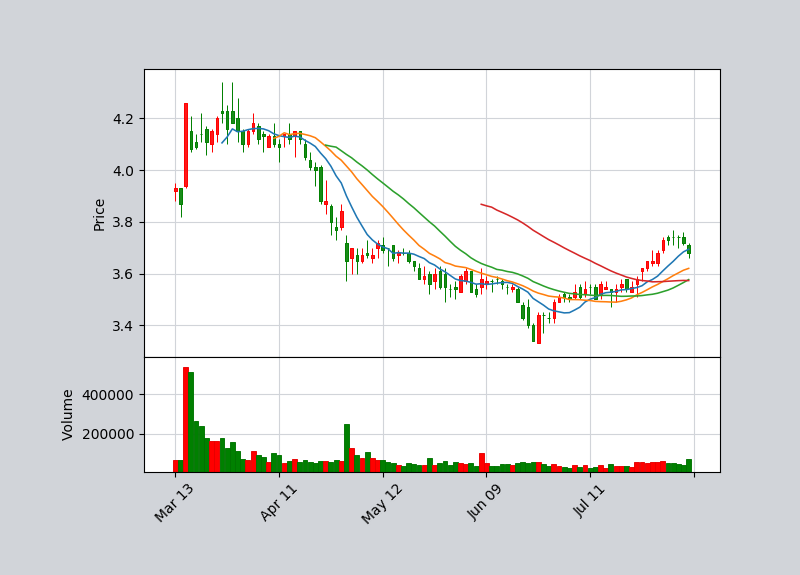 Price
4.2
4.0
3.8
3.6
3.4
Volume
400000
200000
Mar 13
Apr 11
May 12
Jun 09
Jul 11